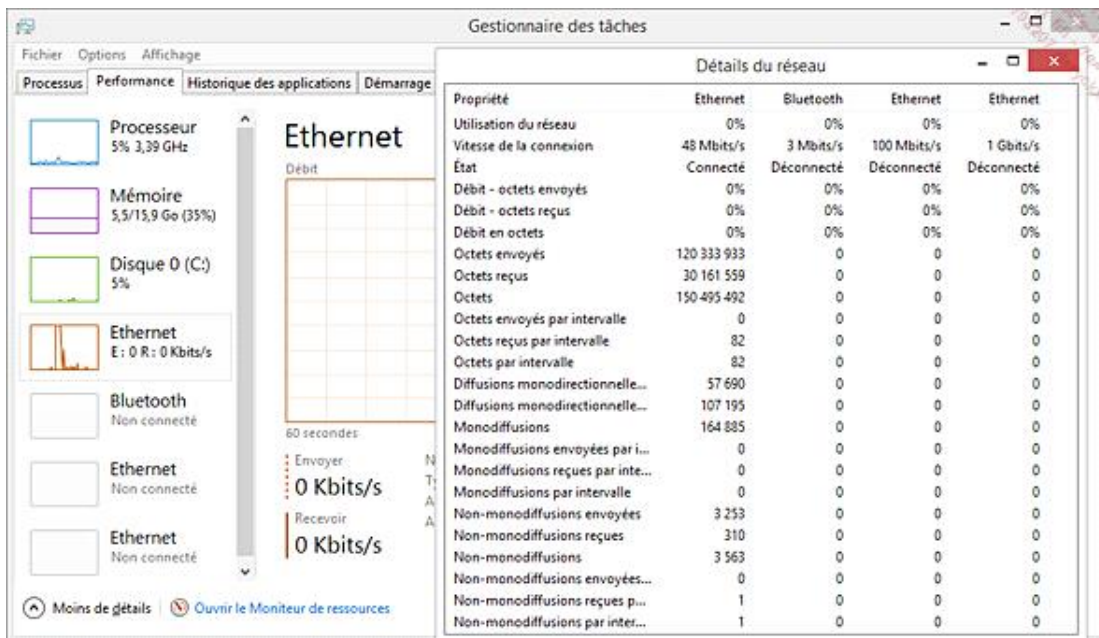 Gestionnaire des tâches
Fichier Options Affichage
Processus Performance Historique des applications Démarrage
Processeur
5% 3,39 GHz
Mémoire
5,5/15,9 Go (35%)
Disque 0 (C:)
5%
Ethernet
E : 0 R : 0 Kbits/s
Bluetooth
Non connecté
Ethernet
Non connecté
Ethernet
Non connecté
Ethernet
Débit
60 secondes
Envoyer
0 Kbits/s
Recevoir
0 Kbits/s
Moins de détails
Ouvrir le Moniteur de ressources
Détails du réseau
Propriété Ethernet Bluetooth Ethernet Ethernet
Utilisation du réseau 0% 0% 0% 0%
Vitesse de la connexion 48 Mbits/s 3 Mbits/s 100 Mbits/s 1 Gbits/s
État Connecté Déconnecté Déconnecté Déconnecté
Débit - octets envoyés 0% 0% 0% 0%
Débit - octets reçus 0% 0% 0% 0%
Débit en octets 0% 0% 0% 0%
Octets envoyés 120 333 933 0 0 0
Octets reçus 30 161 559 0 0 0
Octets 150 495 492 0 0 0
Octets envoyés par intervalle 0 0 0 0
Octets reçus par intervalle 82 0 0 0
Octets par intervalle 82 0 0 0
Diffusions monodirectionnelle... 57 690 0 0 0
Diffusions monodirectionnelle... 107 195 0 0 0
Monodiffusions 164 885 0 0 0
Monodiffusions envoyées par i... 0 0 0 0
Monodiffusions reçues par inte... 0 0 0 0
Monodiffusions par intervalle 0 0 0 0
Non-monodiffusions envoyées 3 253 0 0 0
Non-monodiffusions reçues 310 0 0 0
Non-monodiffusions 3 563 0 0 0
Non-monodiffusions envoyées... 0 0 0 0
Non-monodiffusions reçues p... 1 0 0 0
Non-monodiffusions par inter... 1 0 0 0